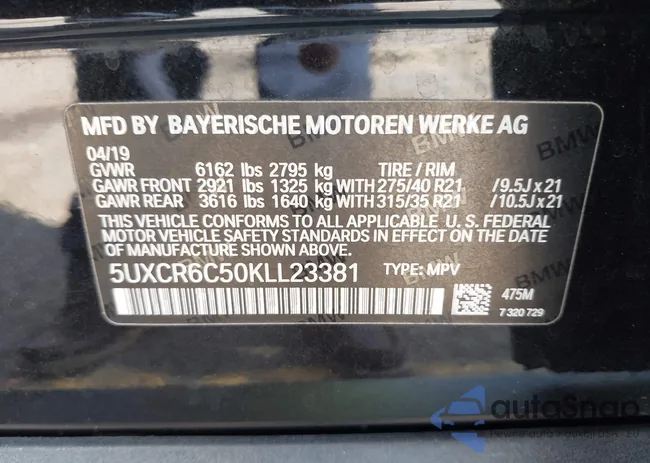 MFD BY BAYERISCHE MOTOREN WERKE AG
04/19
GVWR 6162 lbs 2795 kg TIRE / RIM
GAWR FRONT 2921 lbs 1325 kg WITH 275/40 R21 /9.5J x 21
GAWR REAR 3616 lbs 1640 kg WITH 315/35 R21 /10.5J x 21
THIS VEHICLE CONFORMS TO ALL APPLICABLE U. S. FEDERAL
MOTOR VEHICLE SAFETY STANDARDS IN EFFECT ON THE DATE
OF MANUFACTURE SHOWN ABOVE.
5UXCR6C50KLL23381 TYPE: MPV
475M
7 320 729
autoSnap